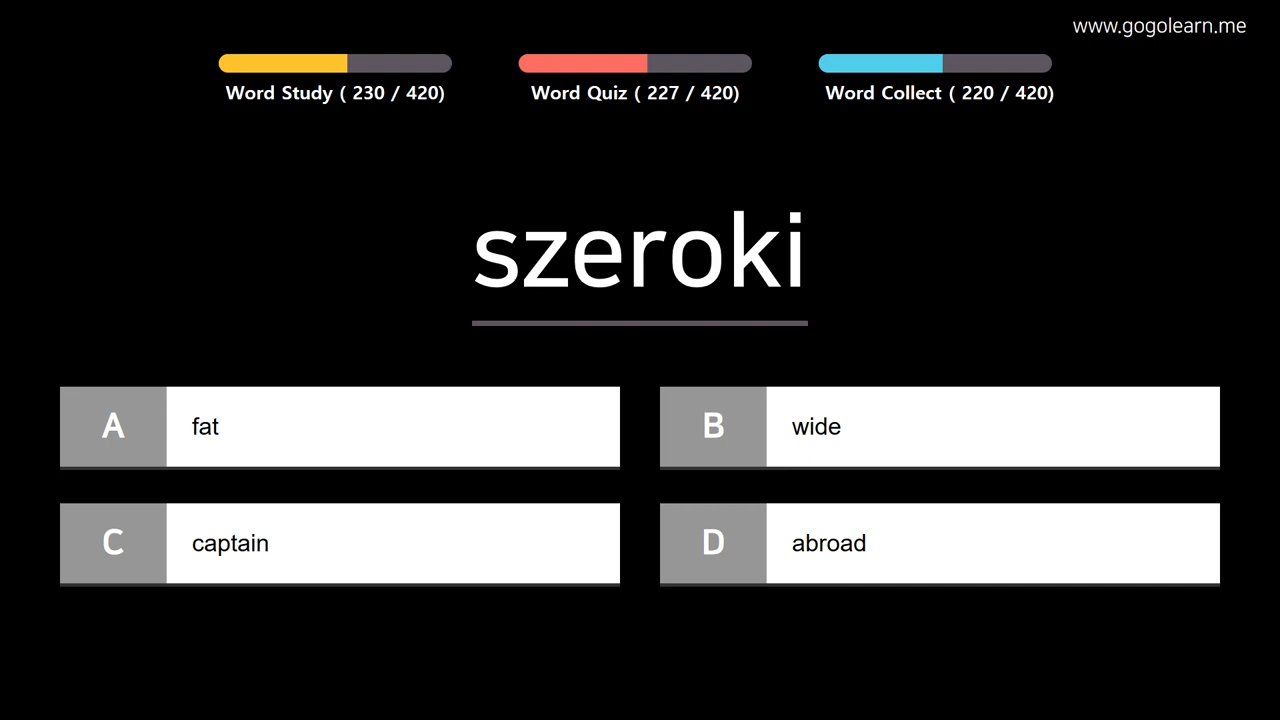 www.gogolearn.me
Word Study ( 230 / 420)
Word Quiz ( 227 / 420)
Word Collect ( 220 / 420)
szeroki
A fat
B wide
C captain
D abroad